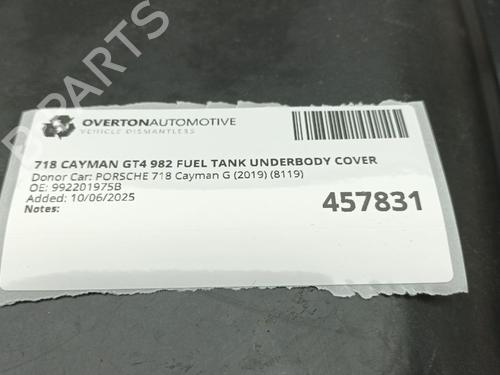 B PARTS
OVERTONAUTOMOTIVE
VEHICLE DISMANTLERS
718 CAYMAN GT4 982 FUEL TANK UNDERBODY COVER
Donor Car: PORSCHE 718 Cayman G (2019) (8119)
OE: 992201975B
Added: 10/06/2025
Notes:
457831